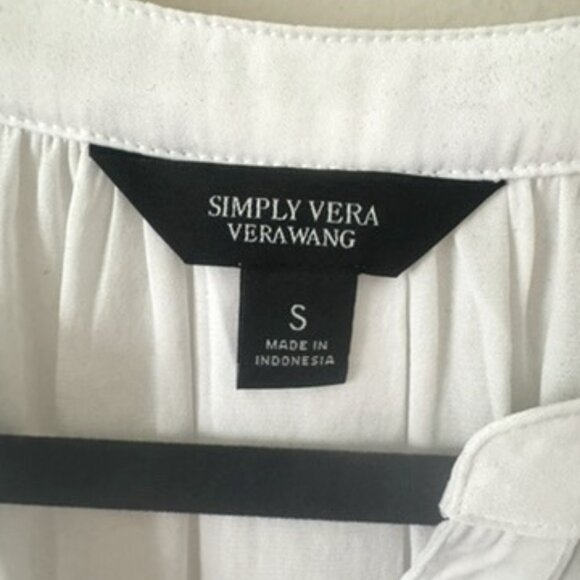 SIMPLY VERA
VERAWANG
S
MADE IN
INDONESIA